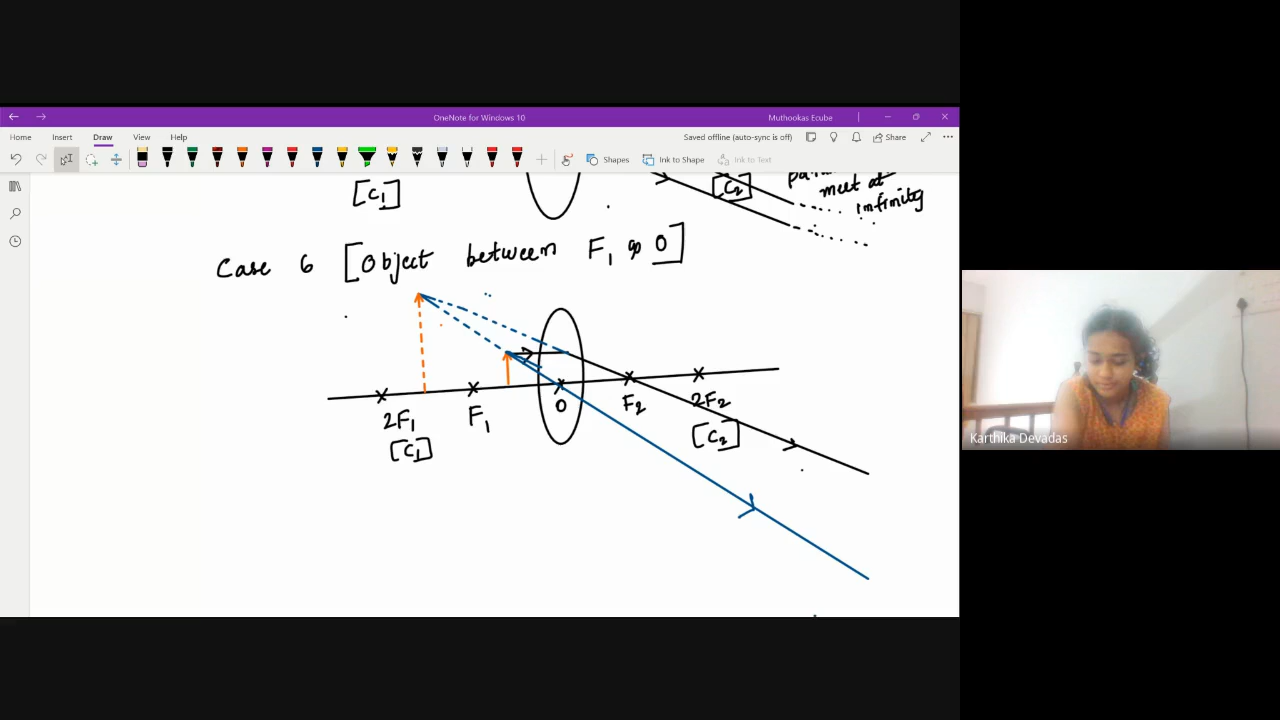 OneNote for Windows 10
Muthookas Ecube
Home Insert Draw View Help
Saved offline (auto-sync is off) Share
Shapes Ink to Shape Ink to Text
[C1]
[C2]
meet at
infinity
Case 6 [Object between F1 & O]
2F1 F1 O F2 2F2
[C1] [C2]
Karthika Devadas